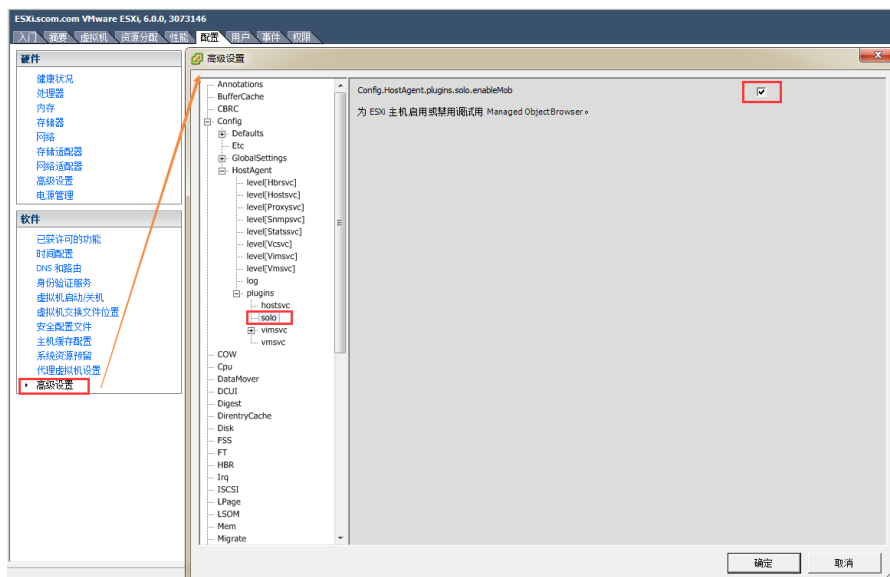 ESXi.scom.com VMware ESXi, 6.0.0, 3073146
入门 摘要 虚拟机 资源分配 性能 配置 用户 事件 权限
硬件
健康状况
处理器
内存
存储器
网络
存储适配器
网络适配器
高级设置
电源管理
软件
已获许可的功能
时间配置
DNS 和路由
身份验证服务
虚拟机启动/关机
虚拟机交换文件位置
安全配置文件
主机缓存配置
系统资源预留
代理虚拟机设置
高级设置
高级设置
Annotations
BufferCache
CBRC
Config
Defaults
Etc
GlobalSettings
HostAgent
level[Hbrsvc]
level[Hostsvc]
level[Proxysvc]
level[Snmpsvc]
level[Statssvc]
level[Vcsvc]
level[Vimsvc]
level[Vmsvc]
log
plugins
hostsvc
solo
vimsvc
vmsvc
COW
Cpu
DataMover
DCUI
Digest
DirentryCache
Disk
FSS
FT
HBR
Irq
ISCSI
LPage
LSOM
Mem
Migrate
Config.HostAgent.plugins.solo.enableMob
为 ESXi 主机启用或禁用调试用 Managed ObjectBrowser。
确定 取消